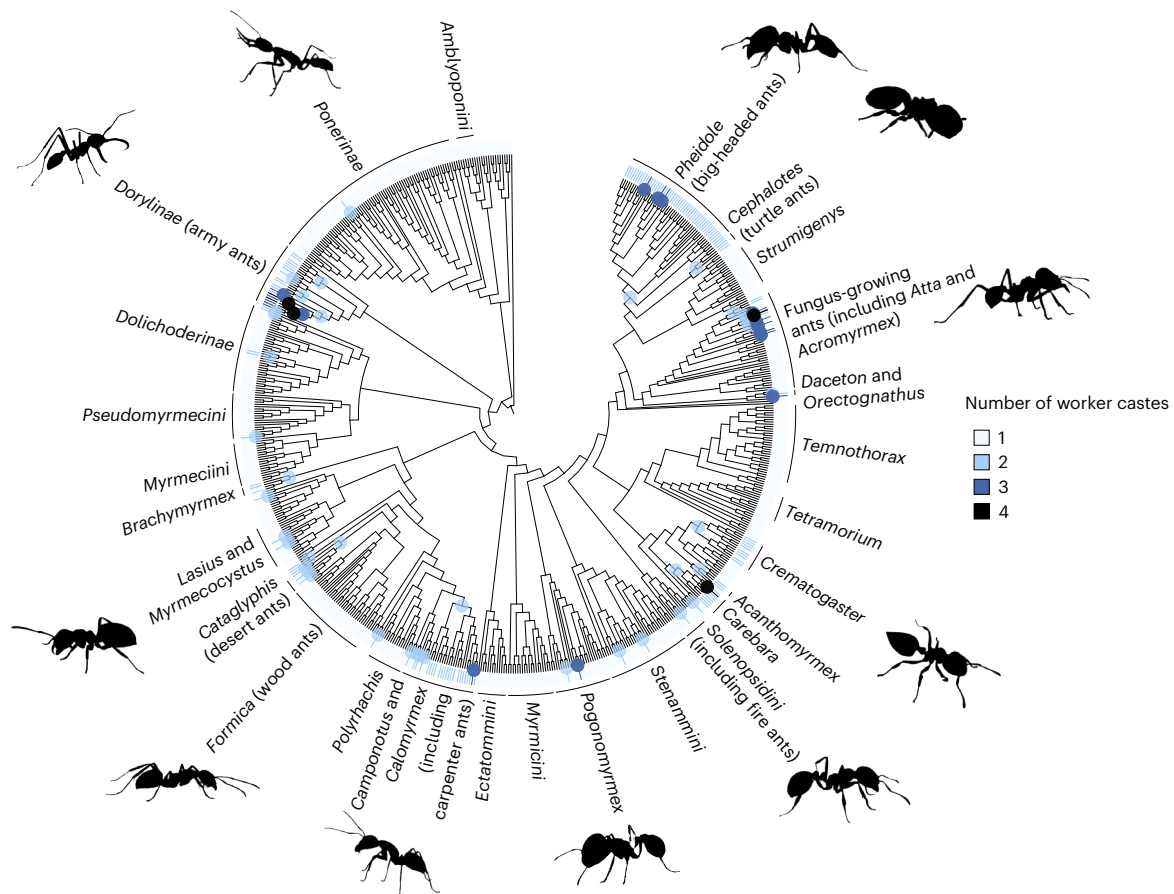 Amblyoponini
Ponerinae
Dorylinae (army ants)
Dolichoderinae
Pseudomyrmecini
Myrmeciini
Brachymyrmex
Lasius and
Myrmecocystus
Cataglyphis
(desert ants)
Formica (wood ants)
Polyrhachis
Camponotus and
Calomyrmex
(including
carpenter ants)
Ectatommini
Myrmicini
Pogonomyrmex
Stenammini
Solenopsidini
(including fire ants)
Carebara
Acanthomyrmex
Crematogaster
Tetramorium
Temnothorax
Daceton and
Orectognathus
Fungus-growing
ants (including Atta and
Acromyrmex)
Strumigenys
Cephalotes
(turtle ants)
Pheidole
(big-headed ants)
Number of worker castes
1
2
3
4